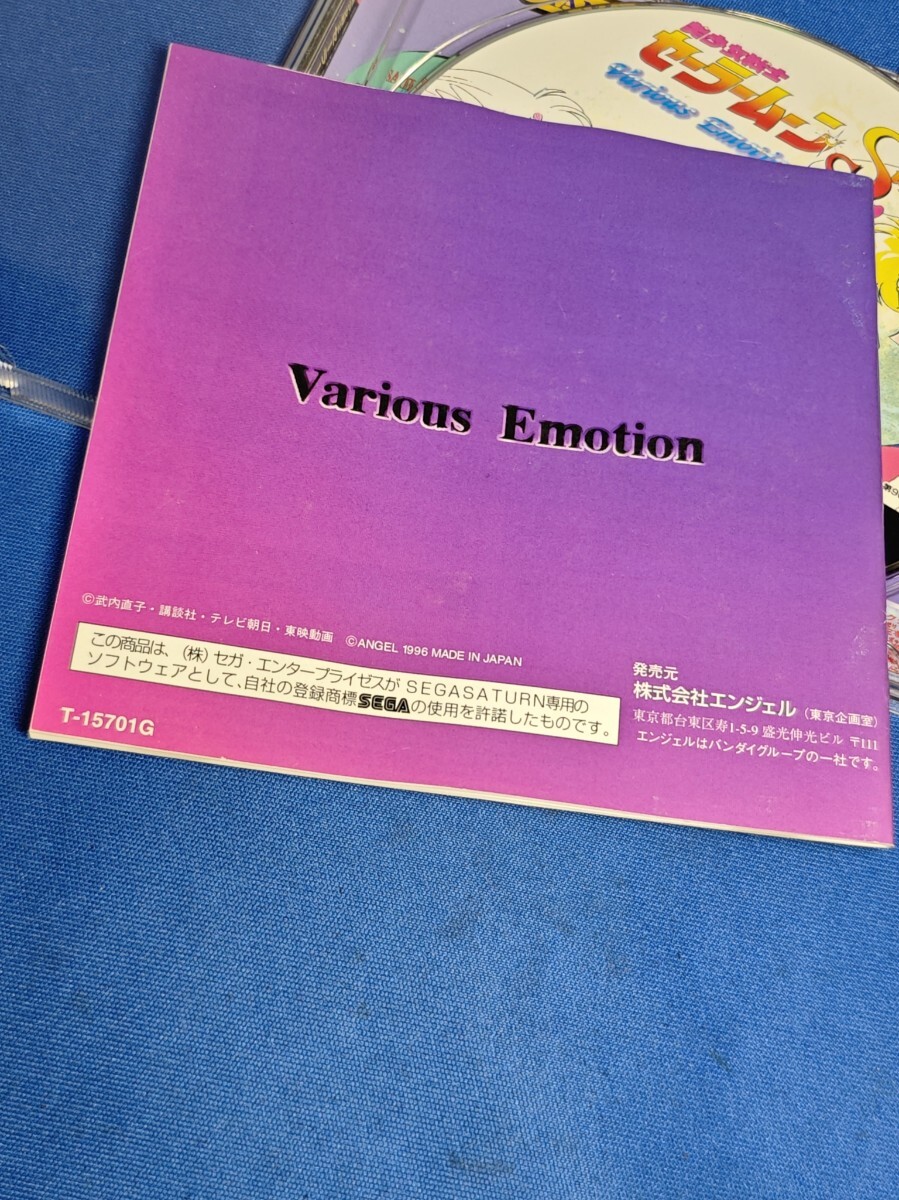 美少女戦士
セーラームーン
Various Emotion
©武内直子・講談社・テレビ朝日・東映動画 ©ANGEL 1996 MADE IN JAPAN
この商品は、(株)セガ・エンタープライゼスがSEGASATURN専用の
ソフトウェアとして、自社の登録商標SEGAの使用を許諾したものです。
T-15701G
発売元
株式会社エンジェル(東京企画室)
東京都台東区寿1-5-9 盛光伸光ビル 〒111
エンジェルはバンダイグループの一社です。